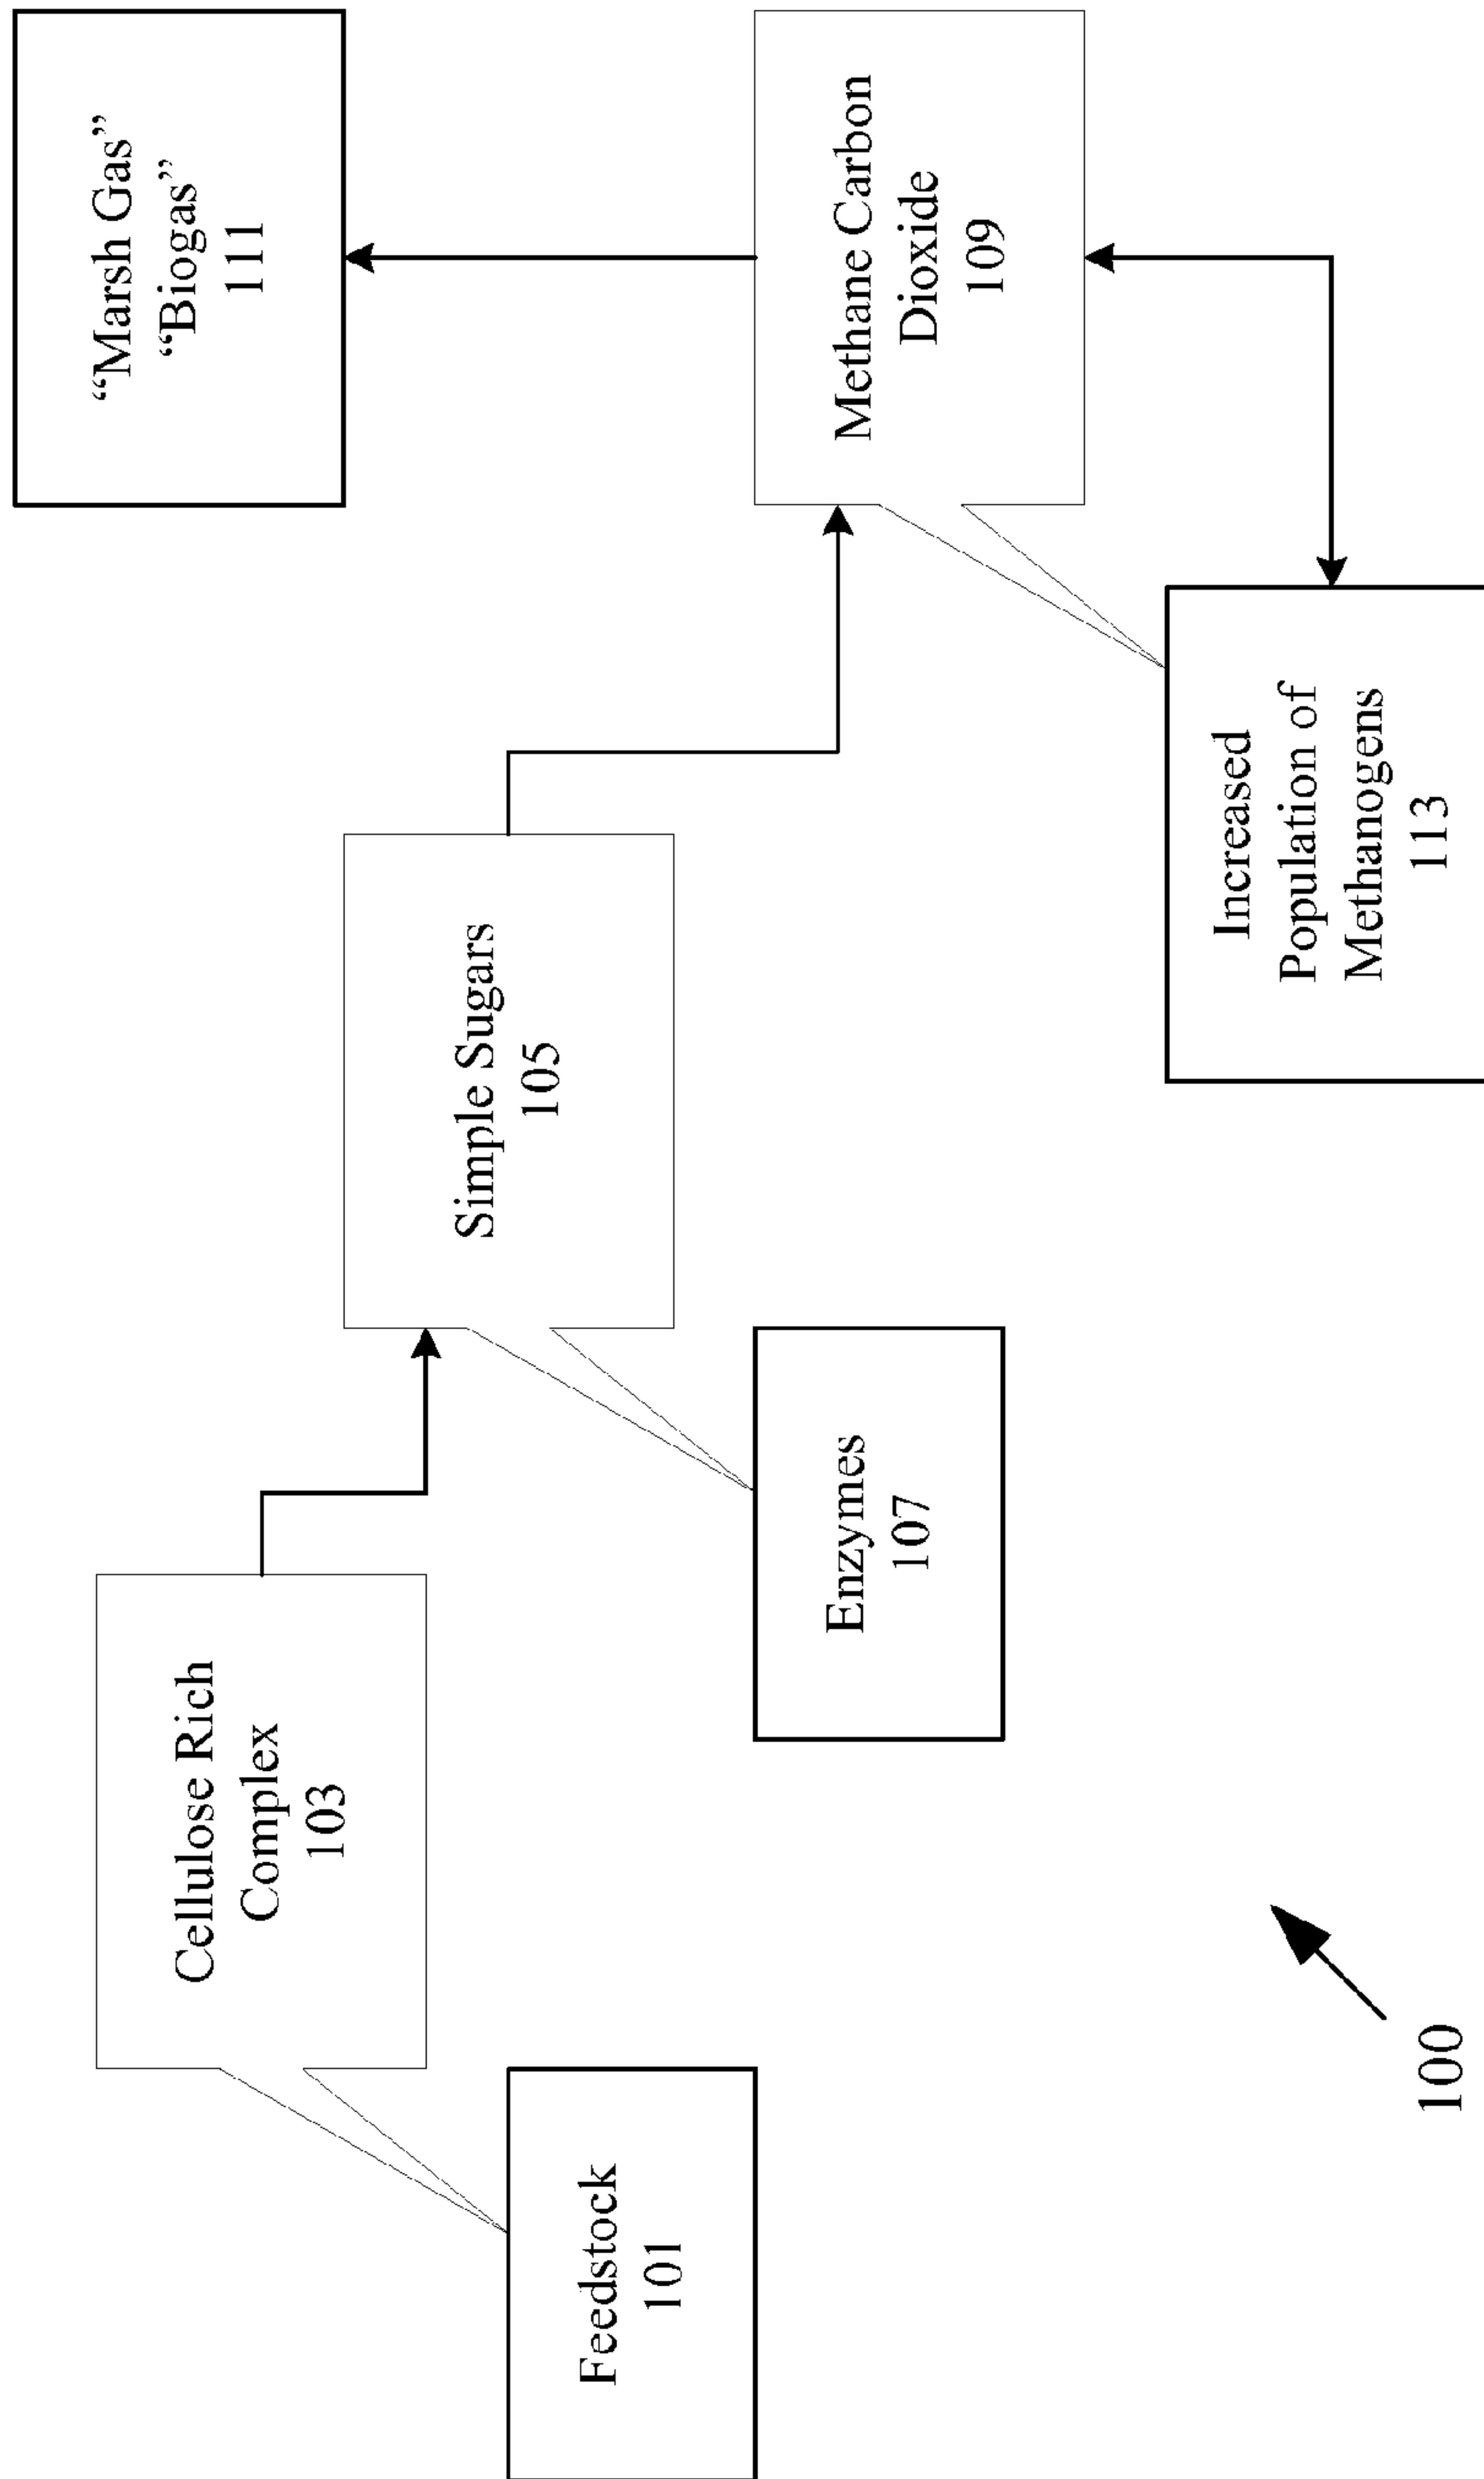 Feedstock
101
Cellulose Rich
Complex
103
Enzymes
107
Simple Sugars
105
Increased
Population of
Methanogens
113
Methane Carbon
Dioxide
109
“Marsh Gas”
“Biogas”
111
100